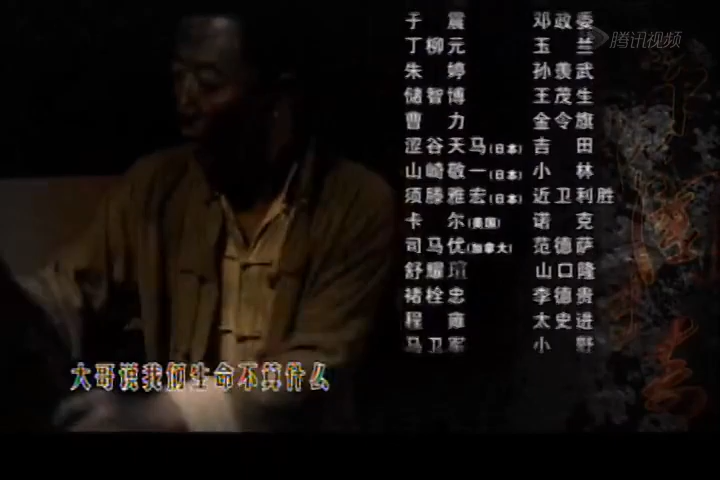 腾讯视频
于震 邓政委
丁柳元 玉兰
朱婷 孙羡武
储智博 王茂生
曹力 金令旗
涩谷天马(日本) 吉田
山崎敬一(日本) 小林
须滕雅宏(日本) 近卫利胜
卡尔(美国) 诺克
司马优(加拿大) 范德萨
舒耀瑄 山口隆
褚栓忠 李德贵
程雍 太史进
马卫军 小野
大哥说我们生命不算什么